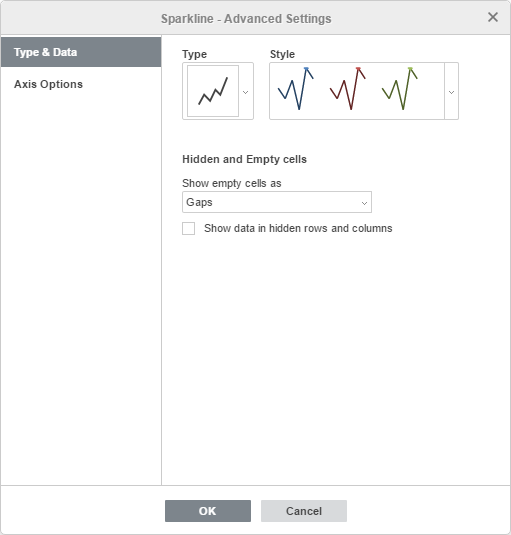 Sparkline - Advanced Settings
Type & Data
Axis Options
Type
Style
Hidden and Empty cells
Show empty cells as
Gaps
Show data in hidden rows and columns
OK
Cancel